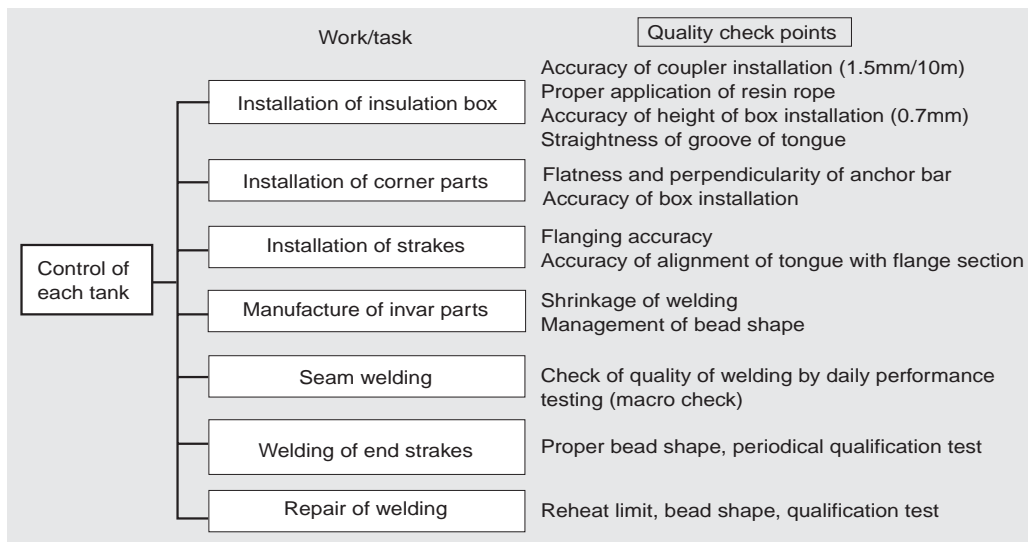 Work/task
Quality check points
Control of
each tank
Installation of insulation box
Accuracy of coupler installation (1.5mm/10m)
Proper application of resin rope
Accuracy of height of box installation (0.7mm)
Straightness of groove of tongue
Installation of corner parts
Flatness and perpendicularity of anchor bar
Accuracy of box installation
Installation of strakes
Flanging accuracy
Accuracy of alignment of tongue with flange section
Manufacture of invar parts
Shrinkage of welding
Management of bead shape
Seam welding
Check of quality of welding by daily performance
testing (macro check)
Welding of end strakes
Proper bead shape, periodical qualification test
Repair of welding
Reheat limit, bead shape, qualification test